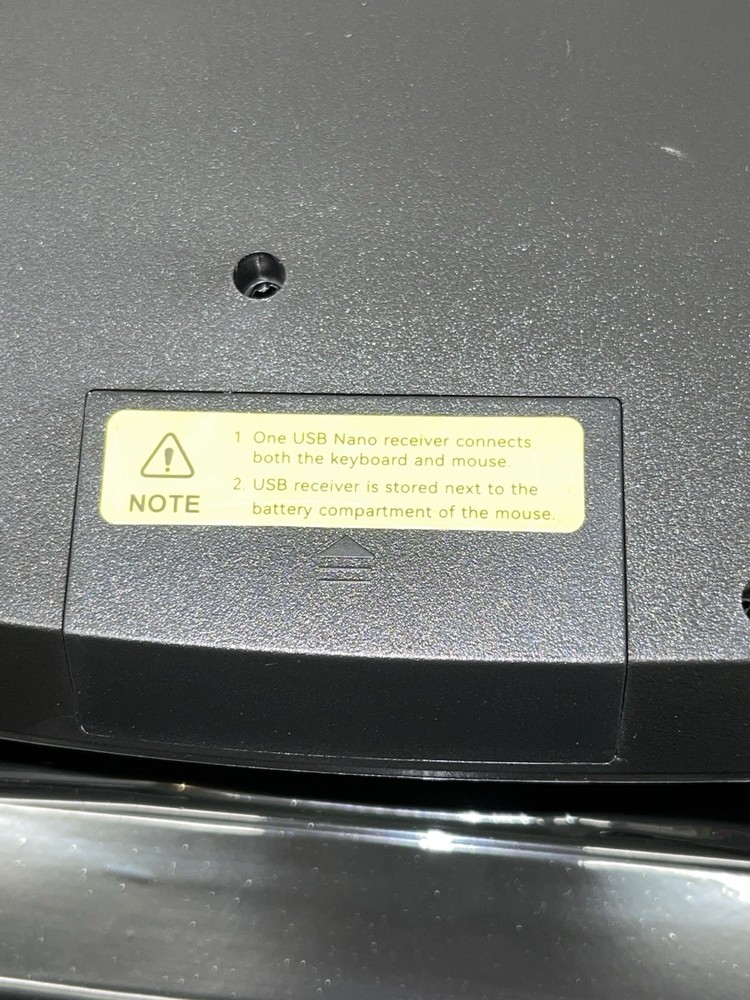 NOTE
1 One USB Nano receiver connects
both the keyboard and mouse.
2. USB receiver is stored next to the
battery compartment of the mouse.